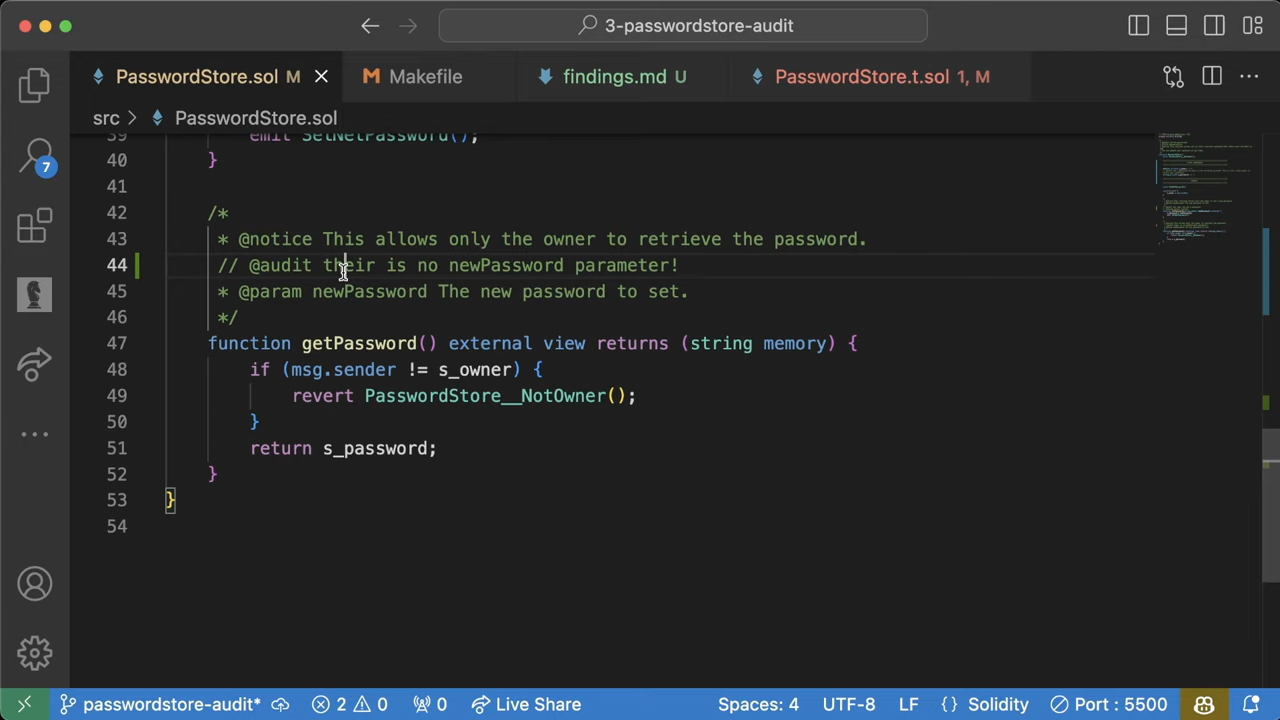 3-passwordstore-audit
PasswordStore.sol M
Makefile
findings.md U
PasswordStore.t.sol 1, M
src > PasswordStore.sol
39 emit SetNetPassword();
40 }
41
42 /*
43 * @notice This allows only the owner to retrieve the password.
44 // @audit their is no newPassword parameter!
45 * @param newPassword The new password to set.
46 */
47 function getPassword() external view returns (string memory) {
48 if (msg.sender != s_owner) {
49 revert PasswordStore__NotOwner();
50 }
51 return s_password;
52 }
53 }
54
7
passwordstore-audit* 2 0 0 Live Share Spaces: 4 UTF-8 LF {} Solidity Port : 5500